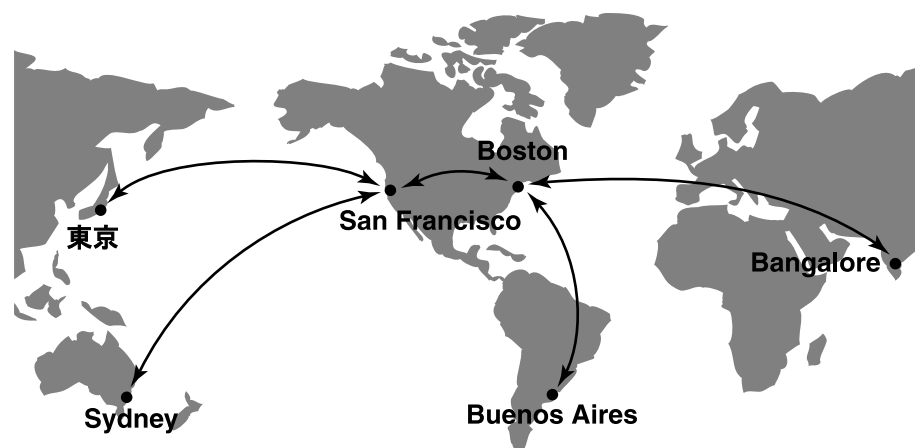 Boston
San Francisco
東京
Bangalore
Sydney
Buenos Aires